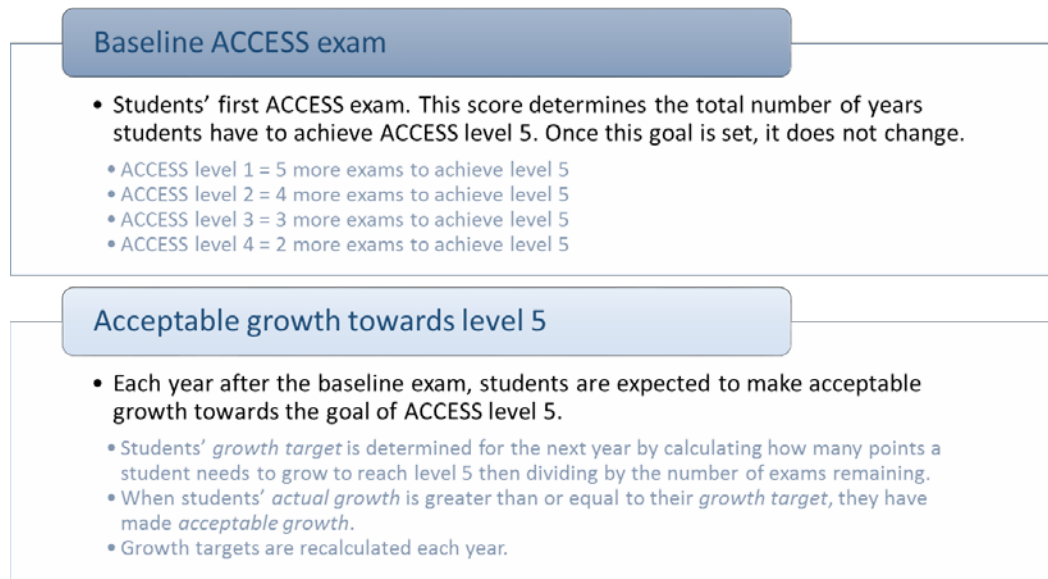 Baseline ACCESS exam
• Students’ first ACCESS exam. This score determines the total number of years
students have to achieve ACCESS level 5. Once this goal is set, it does not change.
• ACCESS level 1 = 5 more exams to achieve level 5
• ACCESS level 2 = 4 more exams to achieve level 5
• ACCESS level 3 = 3 more exams to achieve level 5
• ACCESS level 4 = 2 more exams to achieve level 5
Acceptable growth towards level 5
• Each year after the baseline exam, students are expected to make acceptable
growth towards the goal of ACCESS level 5.
• Students’ growth target is determined for the next year by calculating how many points a
student needs to grow to reach level 5 then dividing by the number of exams remaining.
• When students’ actual growth is greater than or equal to their growth target, they have
made acceptable growth.
• Growth targets are recalculated each year.